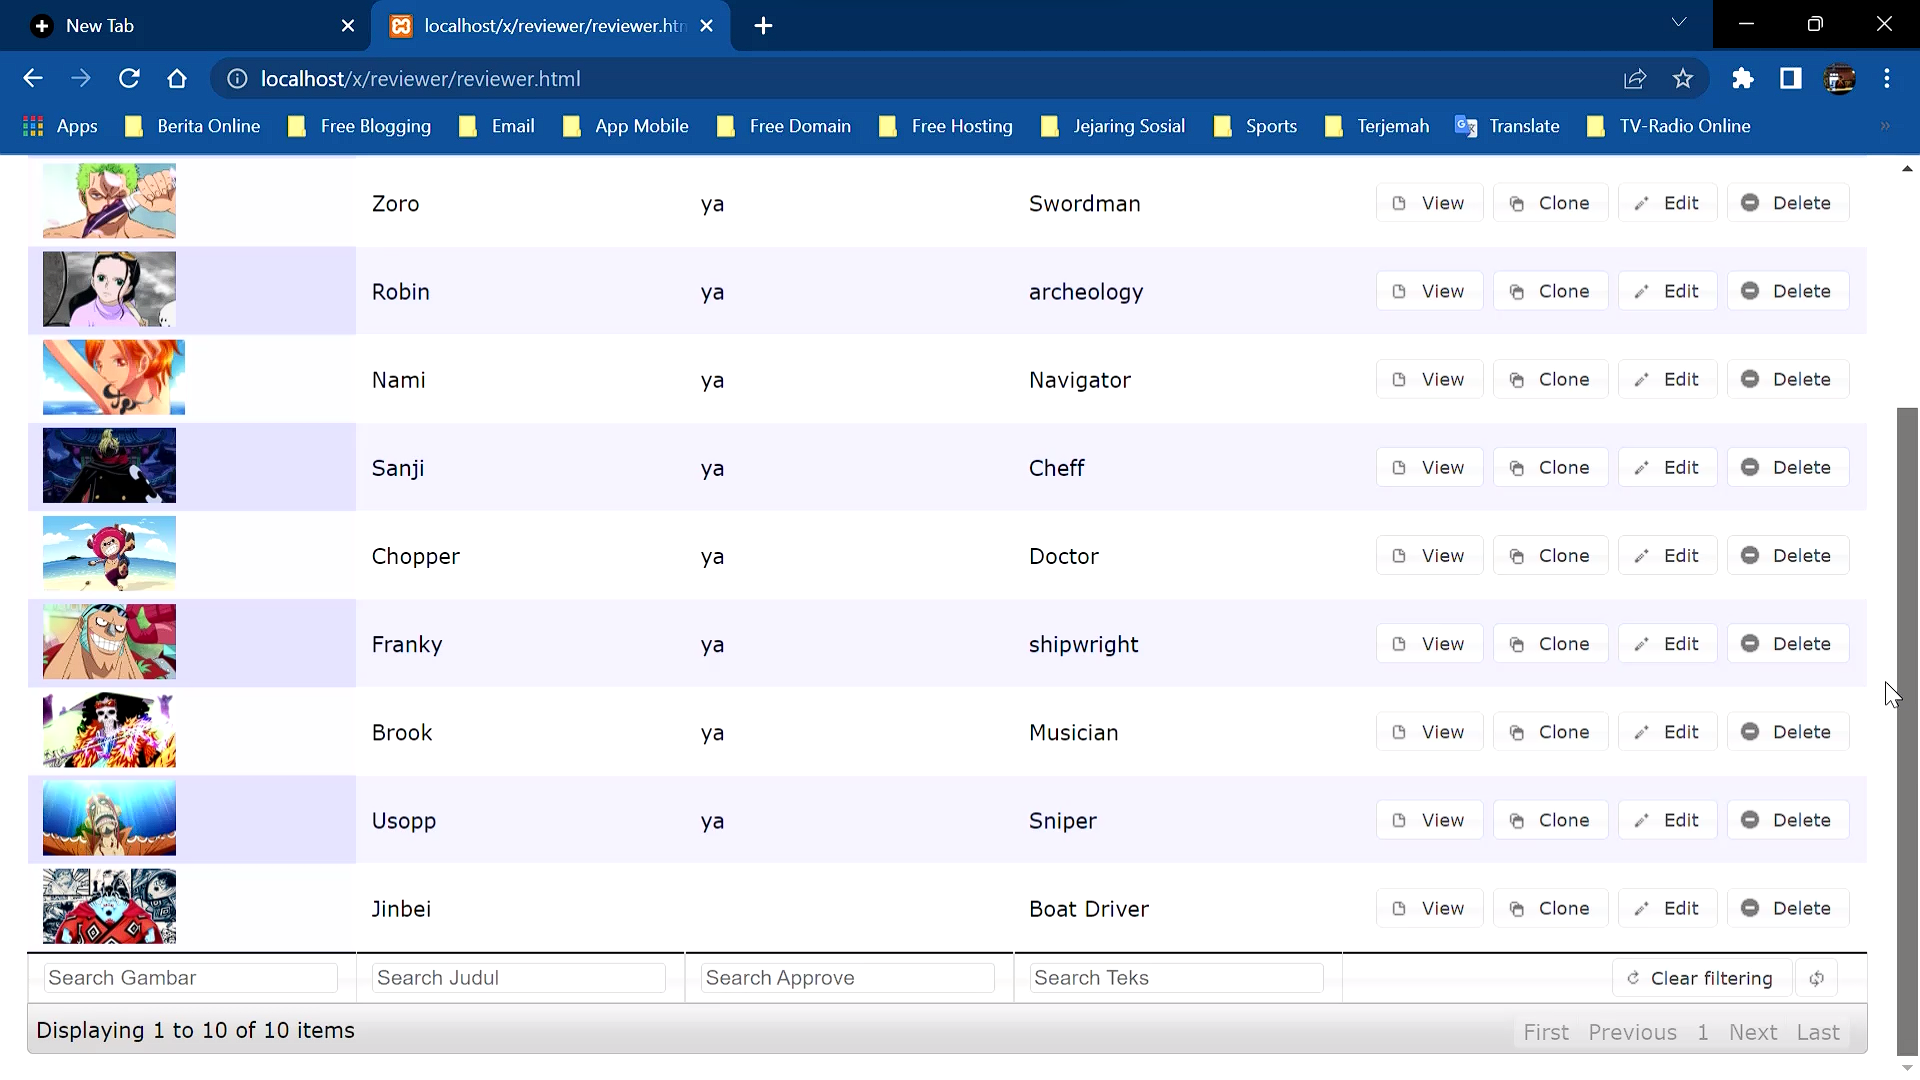 New Tab
localhost/x/reviewer/reviewer.htm
localhost/x/reviewer/reviewer.html
Apps Berita Online Free Blogging Email App Mobile Free Domain Free Hosting Jejaring Sosial Sports Terjemah Translate TV-Radio Online »
Zoro ya Swordman View Clone Edit Delete
Robin ya archeology View Clone Edit Delete
Nami ya Navigator View Clone Edit Delete
Sanji ya Cheff View Clone Edit Delete
Chopper ya Doctor View Clone Edit Delete
Franky ya shipwright View Clone Edit Delete
Brook ya Musician View Clone Edit Delete
Usopp ya Sniper View Clone Edit Delete
Jinbei Boat Driver View Clone Edit Delete
Search Gambar Search Judul Search Approve Search Teks Clear filtering
Displaying 1 to 10 of 10 items First Previous 1 Next Last